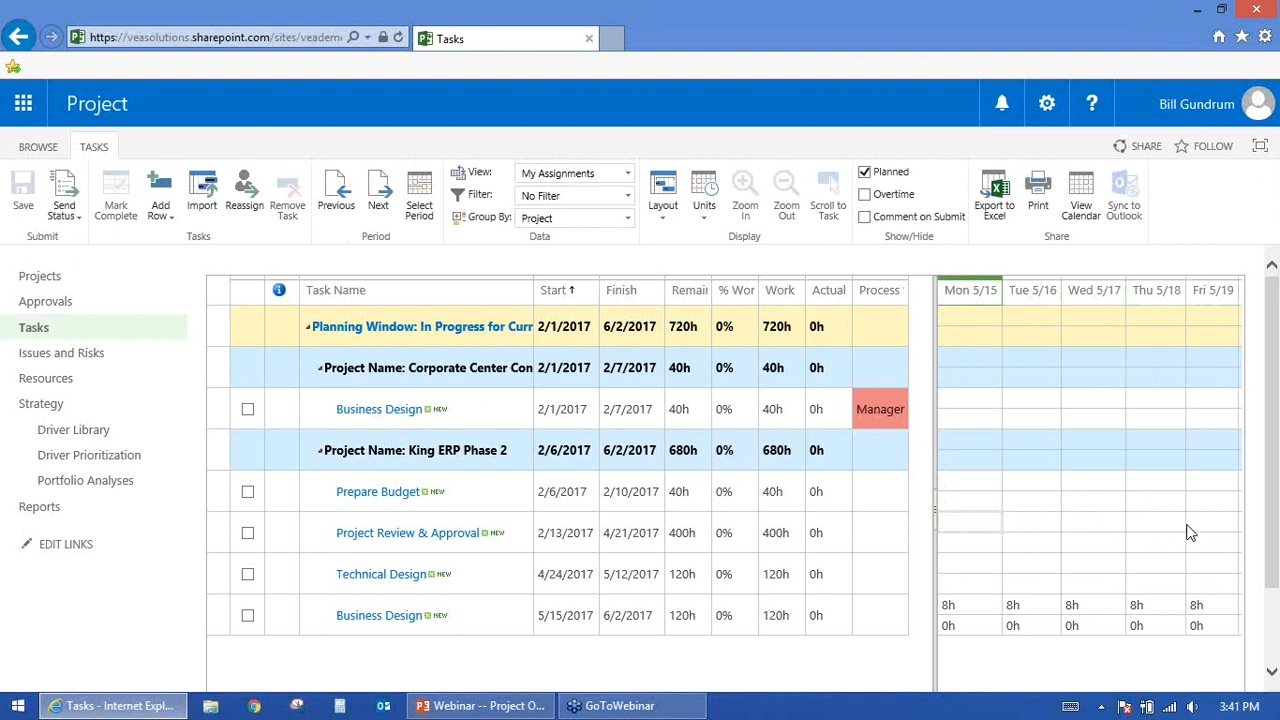 https://veasolutions.sharepoint.com/sites/veadem
Tasks
Project
Bill Gundrum
BROWSE TASKS SHARE FOLLOW
Save
Send Status
Submit
Mark Complete
Add Row
Import
Reassign
Remove Task
Tasks
Previous
Next
Select Period
Period
View: My Assignments
Filter: No Filter
Group By: Project
Data
Layout
Units
Zoom In
Zoom Out
Scroll to Task
Display
Planned
Overtime
Comment on Submit
Show/Hide
Export to Excel
Print
View Calendar
Sync to Outlook
Share
Projects
Approvals
Tasks
Issues and Risks
Resources
Strategy
Driver Library
Driver Prioritization
Portfolio Analyses
Reports
EDIT LINKS
Task Name Start Finish Remai % Wor Work Actual Process Mon 5/15 Tue 5/16 Wed 5/17 Thu 5/18 Fri 5/19
Planning Window: In Progress for Curr 2/1/2017 6/2/2017 720h 0% 720h 0h
Project Name: Corporate Center Con 2/1/2017 2/7/2017 40h 0% 40h 0h
Business Design NEW 2/1/2017 2/7/2017 40h 0% 40h 0h Manager
Project Name: King ERP Phase 2 2/6/2017 6/2/2017 680h 0% 680h 0h
Prepare Budget NEW 2/6/2017 2/10/2017 40h 0% 40h 0h
Project Review & Approval NEW 2/13/2017 4/21/2017 400h 0% 400h 0h
Technical Design NEW 4/24/2017 5/12/2017 120h 0% 120h 0h
Business Design NEW 5/15/2017 6/2/2017 120h 0% 120h 0h
8h 8h 8h 8h 8h
0h 0h 0h 0h 0h
Tasks - Internet Expl...
Webinar -- Project O...
GoToWebinar
3:41 PM